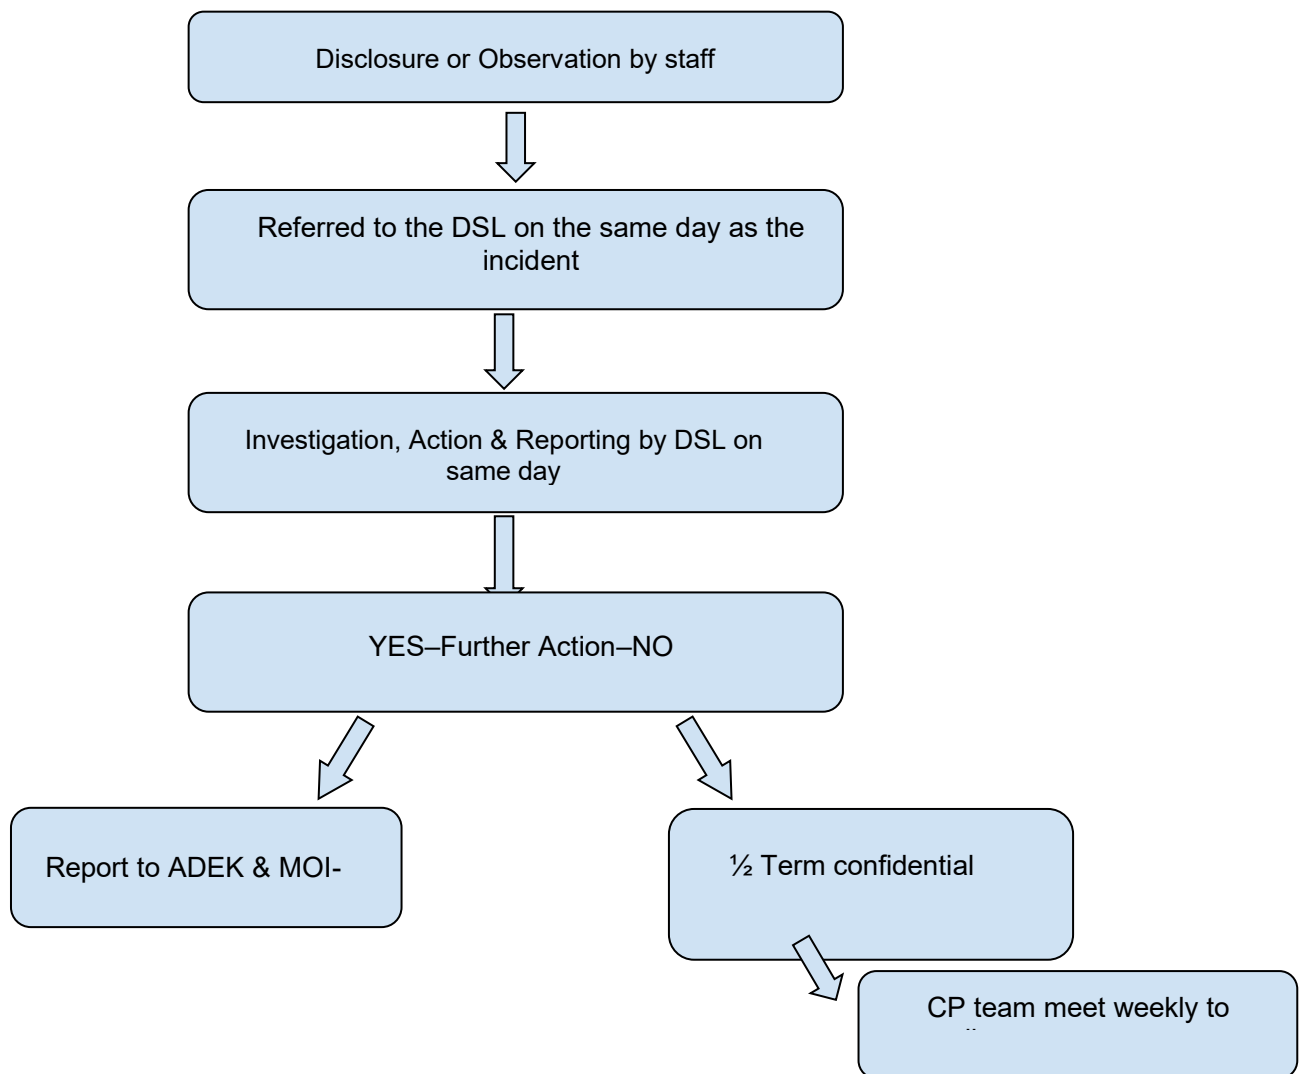 Disclosure or Observation by staff
Referred to the DSL on the same day as the
incident
Investigation, Action & Reporting by DSL on
same day
YES–Further Action–NO
Report to ADEK & MOI-
½ Term confidential
CP team meet weekly to